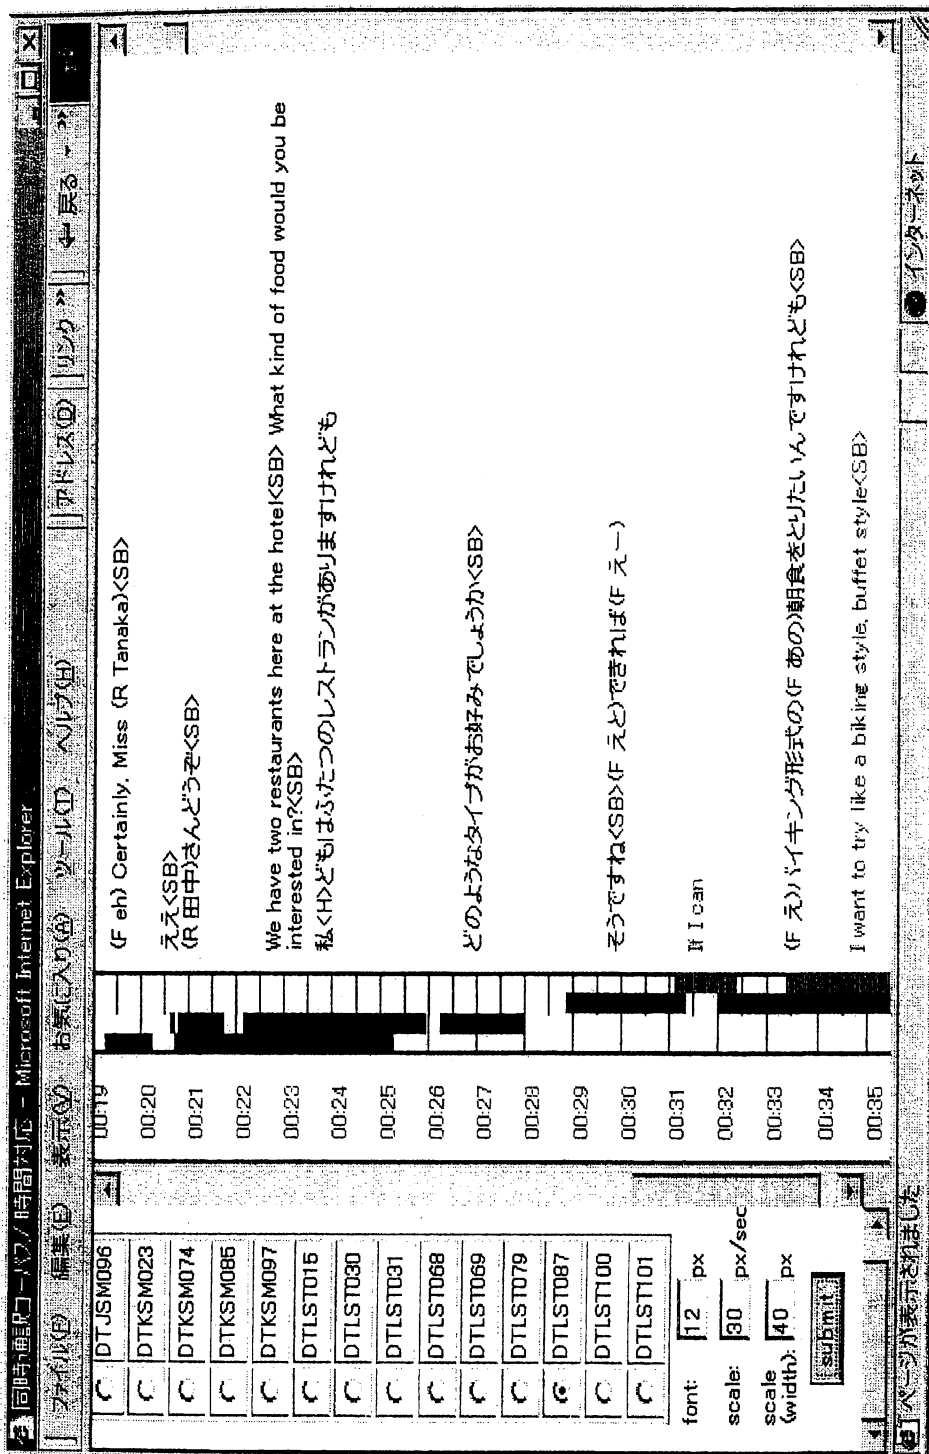 同時通訳コーパス/時間対応 - Microsoft Internet Explorer
ファイル(F) 編集(E) 表示(V) お気に入り(A) ツール(T) ヘルプ(H)
アドレス(D) リンク » ← 戻る »
DTJSM096
DTKSM023
DTKSM074
DTKSM085
DTKSM097
DTLST015
DTLST030
DTLST031
DTLST068
DTLST069
DTLST079
DTLST087
DTLST100
DTLST101
font: 12 px
scale: 30 px/sec
scale (width): 40 px
submit
00:19
00:20
00:21
00:22
00:23
00:24
00:25
00:26
00:27
00:28
00:29
00:30
00:31
00:32
00:33
00:34
00:35
(F eh) Certainly, Miss (R Tanaka)<SB>
ええ<SB>
(R 田中)さんどうぞ<SB>
We have two restaurants here at the hotel<SB> What kind of food would you be
interested in?<SB>
私<H>どもはふたつのレストランがありますけれども
どのようなタイプがお好みでしょうか<SB>
そうですね<SB>(F えと)できれば(F えー)
If I can
(F え)バイキング形式の(F あの)朝食をとりたいんですけれども<SB>
I want to try like a biking style, buffet style<SB>
ページが表示されました
インターネット